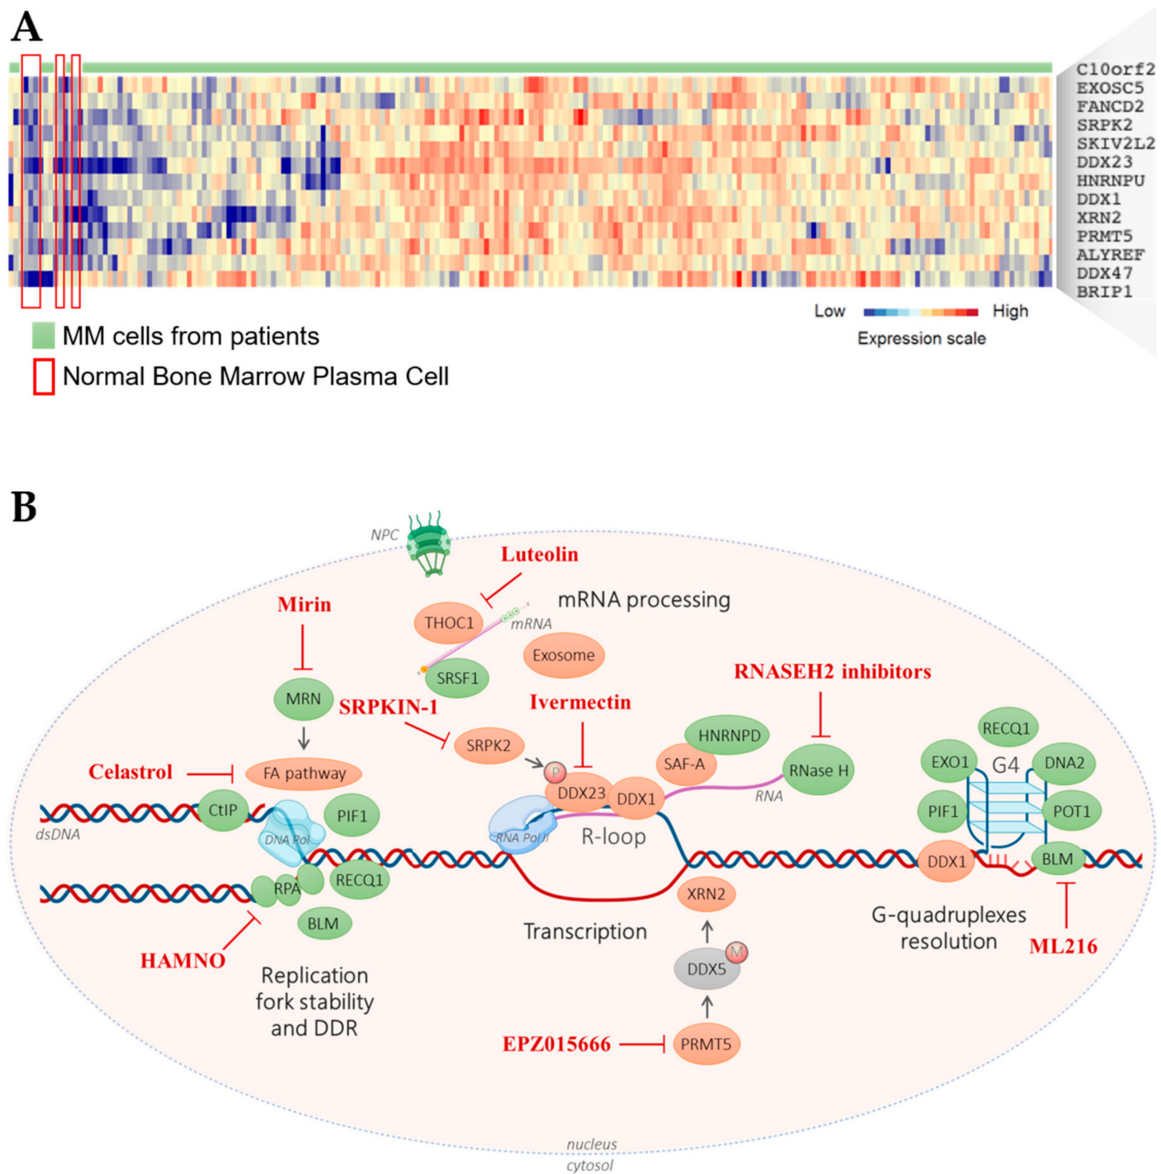 A
C10orf2
EXOSC5
FANCD2
SRPK2
SKIV2L2
DDX23
HNRNPU
DDX1
XRN2
PRMT5
ALYREF
DDX47
BRIP1
Low
High
Expression scale
MM cells from patients
Normal Bone Marrow Plasma Cell
B
NPC
Luteolin
Mirin
mRNA processing
THOC1
mRNA
Exosome
SRSF1
RNASEH2 inhibitors
MRN
SRPKIN-1
Ivermectin
RECQ1
HNRNPD
SRPK2
EXO1
G4
DNA2
SAF-A
RNase H
Celastrol
FA pathway
P
DDX23
DDX1
RNA
CtIP
PIF1
PIF1
POT1
dsDNA
DNA Pol
RNA Pol II
R-loop
DDX1
BLM
RPA
RECQ1
XRN2
BLM
Transcription
G-quadruplexes
resolution
ML216
HAMNO
M
DDX5
Replication
fork stability
and DDR
EPZ015666
PRMT5
nucleus
cytosol